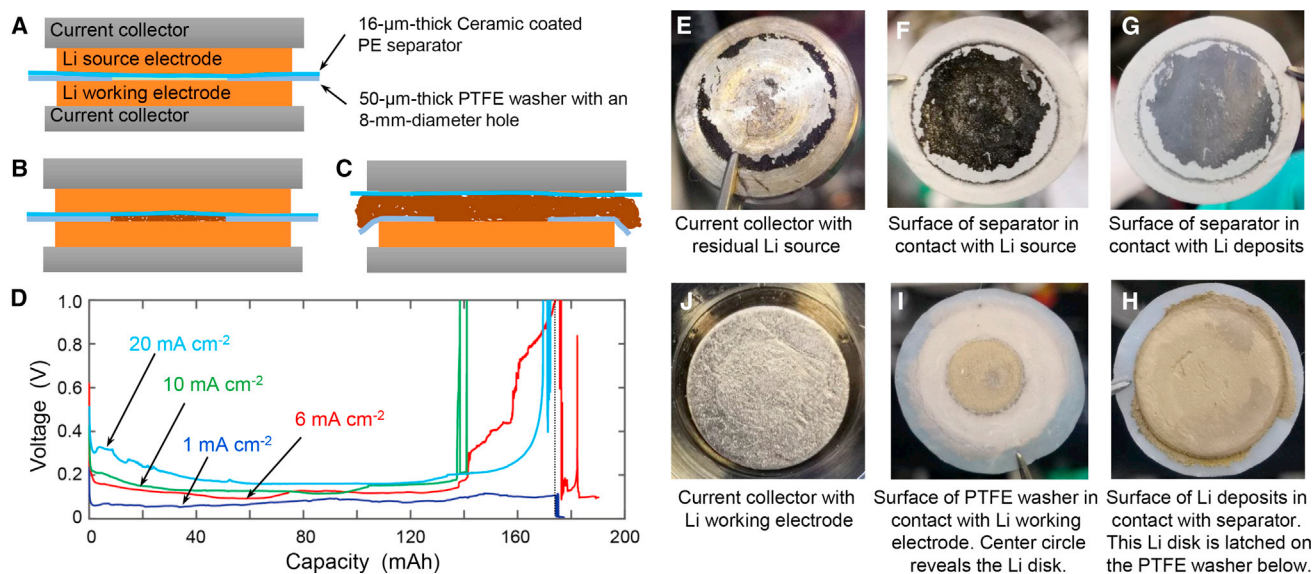 A
Current collector
Li source electrode
Li working electrode
Current collector
16-μm-thick Ceramic coated
PE separator
50-μm-thick PTFE washer with an
8-mm-diameter hole
B
C
D
Voltage (V)
1.0
0.8
0.6
0.4
0.2
0
20 mA cm-2
10 mA cm-2
1 mA cm-2
6 mA cm-2
0
40
80
120
160
200
Capacity (mAh)
E
Current collector with
residual Li source
F
Surface of separator in
contact with Li source
G
Surface of separator in
contact with Li deposits
J
Current collector with
Li working electrode
I
Surface of PTFE washer in
contact with Li working
electrode. Center circle
reveals the Li disk.
H
Surface of Li deposits in
contact with separator.
This Li disk is latched on
the PTFE washer below.